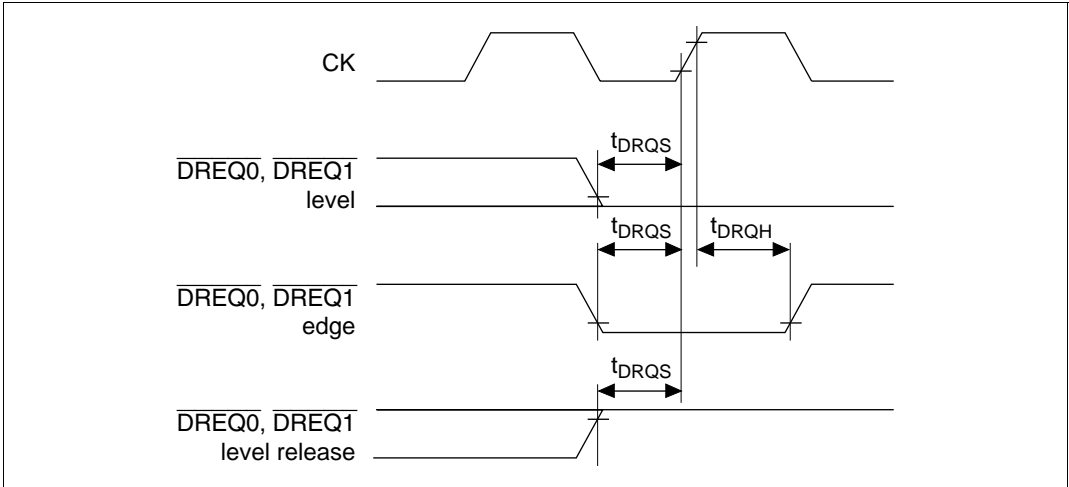 CK
tDRQS
DREQ0, DREQ1
level
tDRQS
tDRQH
DREQ0, DREQ1
edge
tDRQS
DREQ0, DREQ1
level release